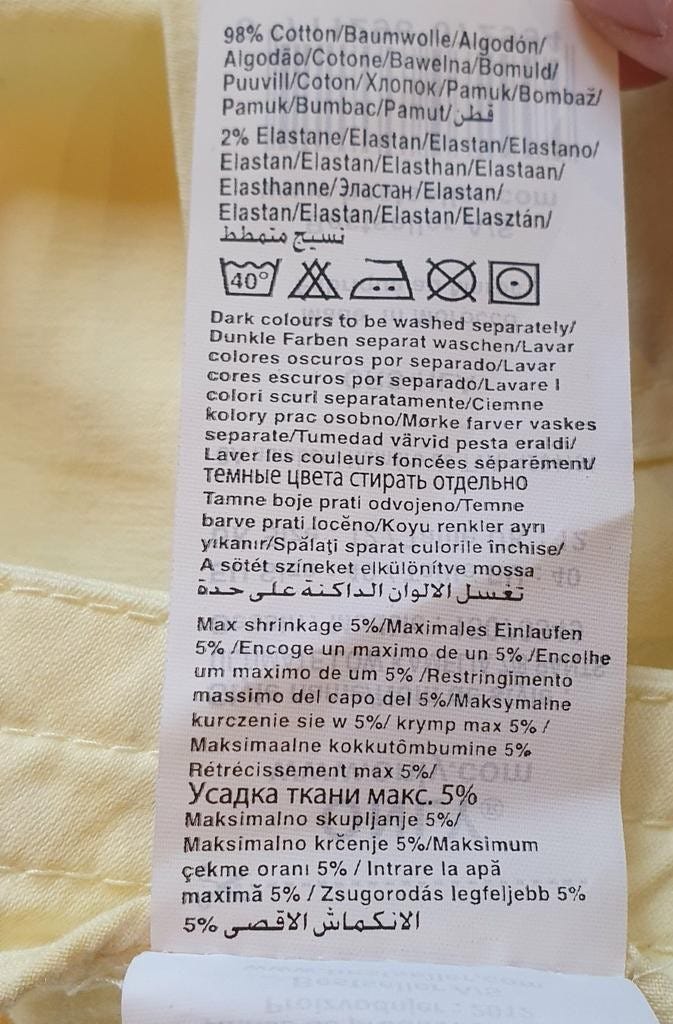 98% Cotton/Baumwolle/Algodón/
Algodão/Cotone/Bawełna/Bomuld/
Puuvill/Coton/Хлопок/Pamuk/Bombaž/
Pamuk/Bumbac/Pamut/قطن
2% Elastane/Elastan/Elastan/Elastano/
Elastan/Elastan/Elasthan/Elastaan/
Elasthanne/Эластан/Elastan/
Elastan/Elastan/Elastan/Elasztán/
نسيج متمطط
40°
Dark colours to be washed separately/
Dunkle Farben separat waschen/Lavar
colores oscuros por separado/Lavar
cores escuros por separado/Lavare I
colori scuri separatamente/Ciemne
kolory prac osobno/Mørke farver vaskes
separate/Tumedad värvid pesta eraldi/
Laver les couleurs foncées séparément/
темные цвета стирать отдельно
Tamne boje prati odvojeno/Temne
barve pratiločeno/Koyu renkler ayrı
yıkanır/Spălaţi sparat culorile închise/
A sötét színeket elkülönítve mossa
تغسل الالوان الداكنة على حدة
Max shrinkage 5%/Maximales Einlaufen
5% /Encoge un maximo de un 5% /Encolhe
um maximo de um 5% /Restringimento
massimo del capo del 5%/Maksymalne
kurczenie sie w 5%/ krymp max 5% /
Maksimaalne kokkutõmbumine 5%
Rétrécissement max 5%/
Усадка ткани макс. 5%
Maksimalno skupljanje 5%/
Maksimalno krčenje 5%/Maksimum
çekme oranı 5% / Intrare la apă
maximă 5% / Zsugorodás legfeljebb 5%
الانكماش الاقصى 5%